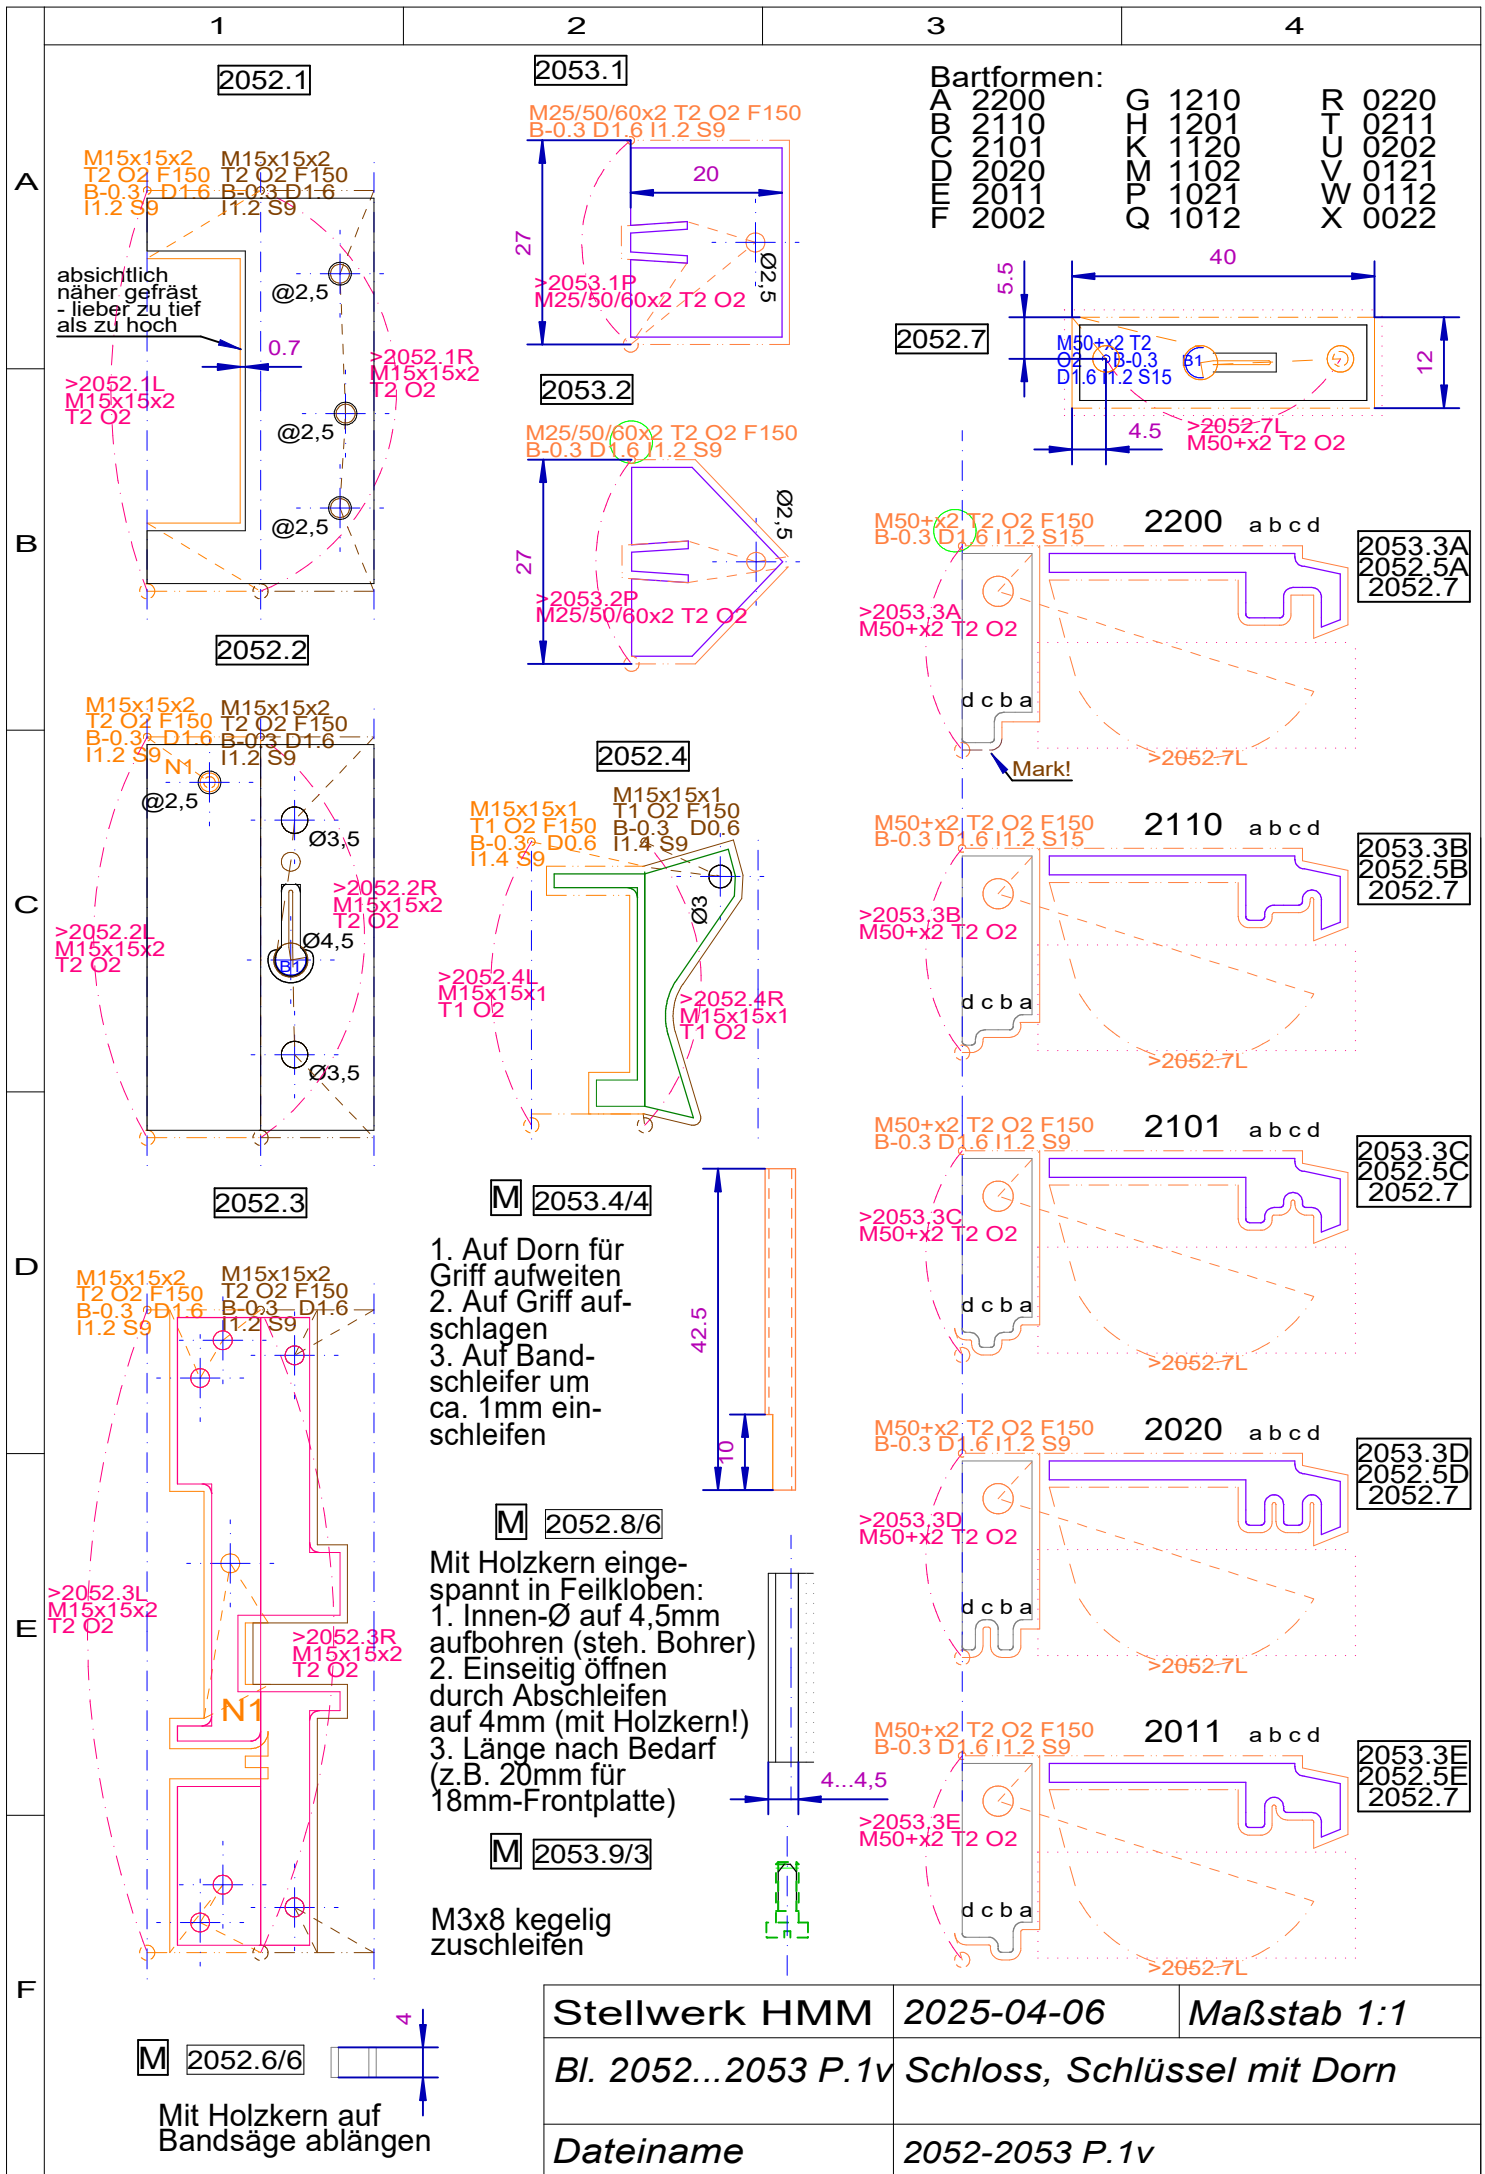 1
2
3
4
A
B
C
D
E
F
2052.1
M15x15x2
T2 O2 F150
B-0.3 D1.6
I1.2 S9
M15x15x2
T2 O2 F150
B-0.3 D1.6
I1.2 S9
absichtlich
näher gefräst
- lieber zu tief
als zu hoch
0.7
@2,5
@2,5
@2,5
>2052.1L
M15x15x2
T2 O2
>2052.1R
M15x15x2
T2 O2
2052.2
M15x15x2
T2 O2 F150
B-0.3 D1.6
I1.2 S9
M15x15x2
T2 O2 F150
B-0.3 D1.6
I1.2 S9
N1
@2,5
Ø3,5
>2052.2R
M15x15x2
T2 O2
Ø4,5
B1
>2052.2L
M15x15x2
T2 O2
Ø3,5
2052.3
M15x15x2
T2 O2 F150
B-0.3 D1.6
I1.2 S9
M15x15x2
T2 O2 F150
B-0.3 D1.6
I1.2 S9
>2052.3L
M15x15x2
T2 O2
>2052.3R
M15x15x2
T2 O2
N1
M 2052.6/6
4
Mit Holzkern auf
Bandsäge ablängen
2053.1
M25/50/60x2 T2 O2 F150
B-0.3 D1.6 I1.2 S9
20
27
Ø2,5
>2053.1P
M25/50/60x2 T2 O2
2053.2
M25/50/60x2 T2 O2 F150
B-0.3 D1.6 I1.2 S9
27
Ø2,5
>2053.2P
M25/50/60x2 T2 O2
2052.4
M15x15x1
T1 O2 F150
B-0.3 D0.6
I1.4 S9
M15x15x1
T1 O2 F150
B-0.3 D0.6
I1.4 S9
Ø3
>2052.4L
M15x15x1
T1 O2
>2052.4R
M15x15x1
T1 O2
M 2053.4/4
1. Auf Dorn für
Griff aufweiten
2. Auf Griff auf-
schlagen
3. Auf Band-
schleifer um
ca. 1mm ein-
schleifen
42.5
10
M 2052.8/6
Mit Holzkern einge-
spannt in Feilkloben:
1. Innen-Ø auf 4,5mm
aufbohren (steh. Bohrer)
2. Einseitig öffnen
durch Abschleifen
auf 4mm (mit Holzkern!)
3. Länge nach Bedarf
(z.B. 20mm für
18mm-Frontplatte)
4...4,5
M 2053.9/3
M3x8 kegelig
zuschleifen
Bartformen:
A 2200 G 1210 R 0220
B 2110 H 1201 T 0211
C 2101 K 1120 U 0202
D 2020 M 1102 V 0121
E 2011 P 1021 W 0112
F 2002 Q 1012 X 0022
2052.7
40
5.5
12
4.5
M50+x2 T2
O2 B-0.3
D1.6 I1.2 S15
B1
>2052.7L
M50+x2 T2 O2
M50+x2 T2 O2 F150
B-0.3 D1.6 I1.2 S15
2200 a b c d
2053.3A
2052.5A
2052.7
>2053.3A
M50+x2 T2 O2
d c b a
Mark!
>2052.7L
M50+x2 T2 O2 F150
B-0.3 D1.6 I1.2 S15
2110 a b c d
2053.3B
2052.5B
2052.7
>2053.3B
M50+x2 T2 O2
d c b a
>2052.7L
M50+x2 T2 O2 F150
B-0.3 D1.6 I1.2 S9
2101 a b c d
2053.3C
2052.5C
2052.7
>2053.3C
M50+x2 T2 O2
d c b a
>2052.7L
M50+x2 T2 O2 F150
B-0.3 D1.6 I1.2 S9
2020 a b c d
2053.3D
2052.5D
2052.7
>2053.3D
M50+x2 T2 O2
d c b a
>2052.7L
M50+x2 T2 O2 F150
B-0.3 D1.6 I1.2 S9
2011 a b c d
2053.3E
2052.5E
2052.7
>2053.3E
M50+x2 T2 O2
d c b a
>2052.7L
Stellwerk HMM 2025-04-06 Maßstab 1:1
Bl. 2052...2053 P.1v Schloss, Schlüssel mit Dorn
Dateiname 2052-2053 P.1v